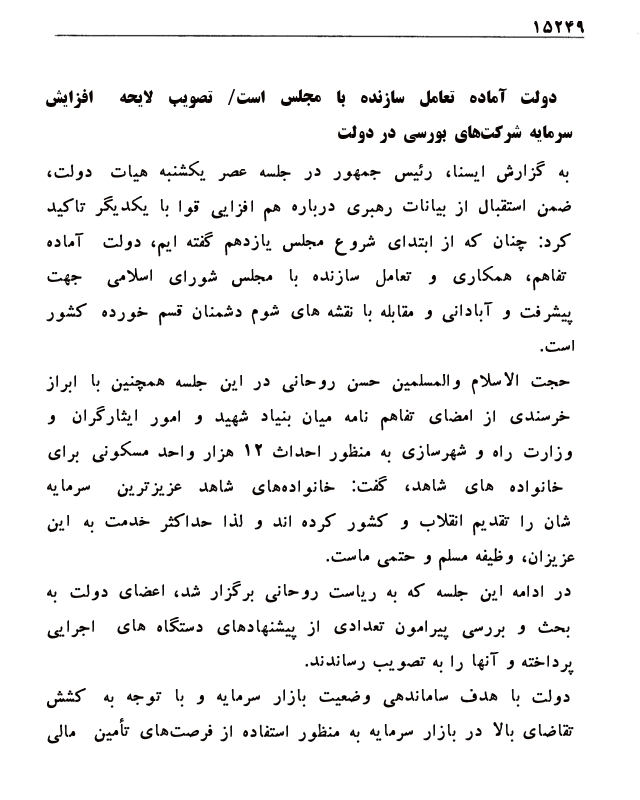 ۱۵۲۴۹
دولت آماده تعامل سازنده با مجلس است/ تصویب لایحه افزایش
سرمایه شرکت‌های بورسی در دولت
به گزارش ایسنا، رئیس جمهور در جلسه عصر یکشنبه هیات دولت،
ضمن استقبال از بیانات رهبری درباره هم افزایی قوا با یکدیگر تاکید
کرد: چنان که از ابتدای شروع مجلس یازدهم گفته ایم، دولت آماده
تفاهم، همکاری و تعامل سازنده با مجلس شورای اسلامی جهت
پیشرفت و آبادانی و مقابله با نقشه های شوم دشمنان قسم خورده کشور
است.
حجت الاسلام والمسلمین حسن روحانی در این جلسه همچنین با ابراز
خرسندی از امضای تفاهم نامه میان بنیاد شهید و امور ایثارگران و
وزارت راه و شهرسازی به منظور احداث ۱۲ هزار واحد مسکونی برای
خانواده های شاهد، گفت: خانواده‌های شاهد عزیزترین سرمایه
شان را تقدیم انقلاب و کشور کرده اند و لذا حداکثر خدمت به این
عزیزان، وظیفه مسلم و حتمی ماست.
در ادامه این جلسه که به ریاست روحانی برگزار شد، اعضای دولت به
بحث و بررسی پیرامون تعدادی از پیشنهادهای دستگاه های اجرایی
پرداخته و آنها را به تصویب رساندند.
دولت با هدف ساماندهی وضعیت بازار سرمایه و با توجه به کشش
تقاضای بالا در بازار سرمایه به منظور استفاده از فرصت‌های تأمین مالی